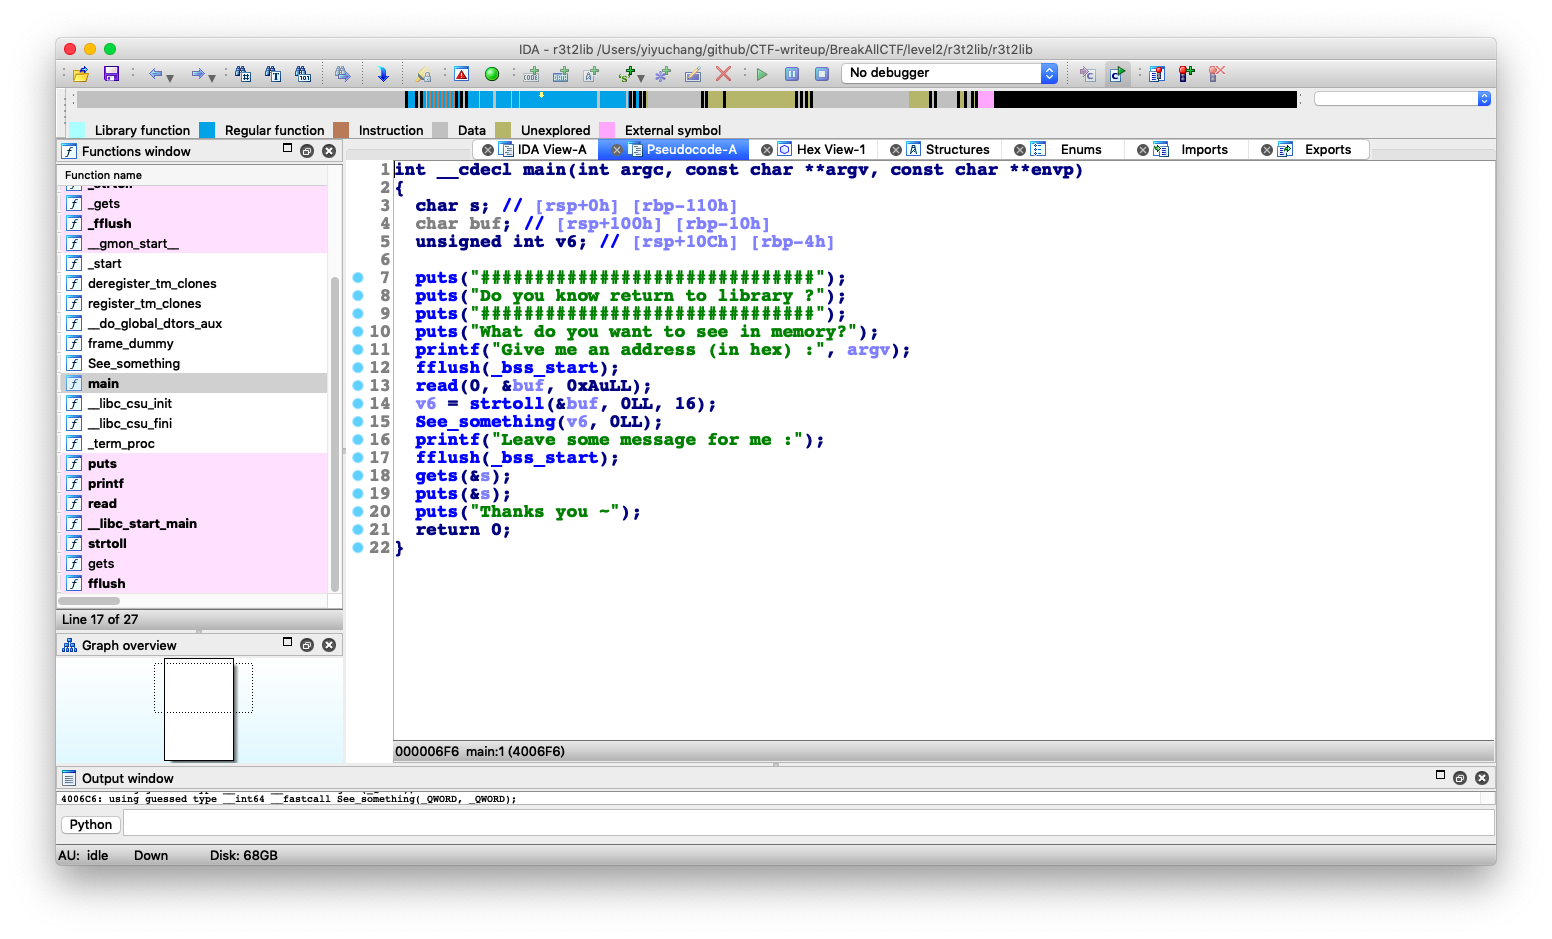 IDA - r3t2lib /Users/yiyuchang/github/CTF-writeup/BreakAllCTF/level2/r3t2lib/r3t2lib
No debugger
Library function Regular function Instruction Data Unexplored External symbol
Functions window
IDA View-A Pseudocode-A Hex View-1 Structures Enums Imports Exports
Function name
_strtoll
_gets
_fflush
__gmon_start__
_start
deregister_tm_clones
register_tm_clones
__do_global_dtors_aux
frame_dummy
See_something
main
__libc_csu_init
__libc_csu_fini
_term_proc
puts
printf
read
__libc_start_main
strtoll
gets
fflush
Line 17 of 27
Graph overview
1 int __cdecl main(int argc, const char **argv, const char **envp)
2 {
3 char s; // [rsp+0h] [rbp-110h]
4 char buf; // [rsp+100h] [rbp-10h]
5 unsigned int v6; // [rsp+10Ch] [rbp-4h]
6
7 puts("###############################");
8 puts("Do you know return to library ?");
9 puts("###############################");
10 puts("What do you want to see in memory?");
11 printf("Give me an address (in hex) :", argv);
12 fflush(_bss_start);
13 read(0, &buf, 0xAuLL);
14 v6 = strtoll(&buf, 0LL, 16);
15 See_something(v6, 0LL);
16 printf("Leave some message for me :");
17 fflush(_bss_start);
18 gets(&s);
19 puts(&s);
20 puts("Thanks you ~");
21 return 0;
22 }
000006F6 main:1 (4006F6)
Output window
4006C6: using guessed type __int64 __fastcall See_something(_QWORD, _QWORD);
Python
AU: idle Down Disk: 68GB